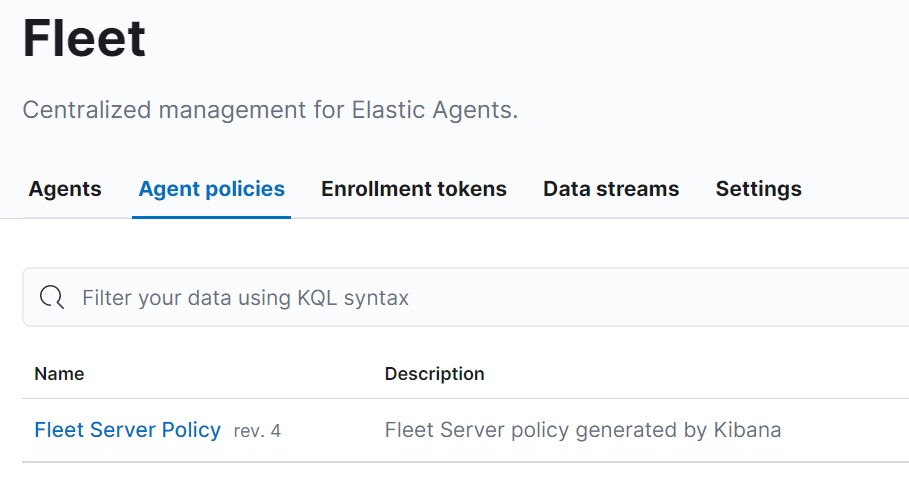 Fleet
Centralized management for Elastic Agents.
Agents Agent policies Enrollment tokens Data streams Settings
Filter your data using KQL syntax
Name Description
Fleet Server Policy rev. 4 Fleet Server policy generated by Kibana